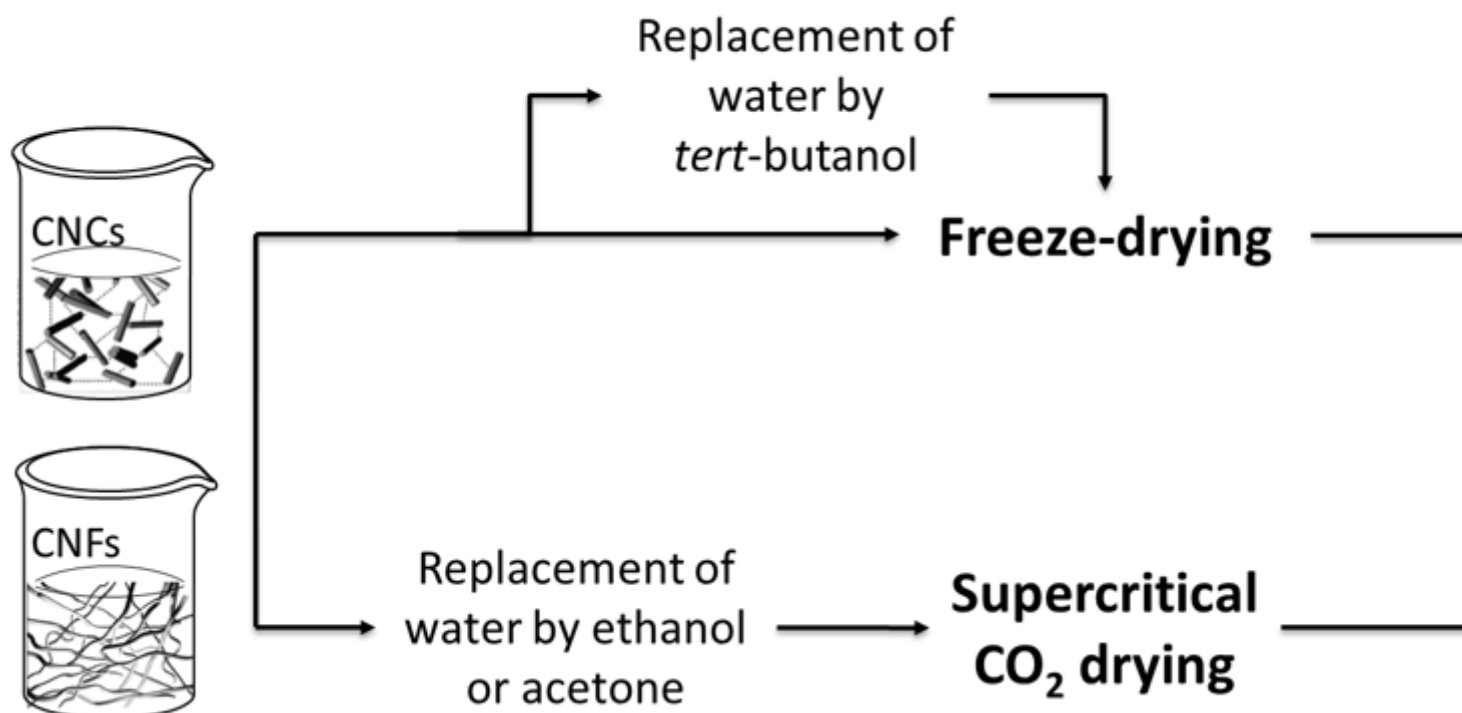 Replacement of
water by
tert-butanol
CNCs
Freeze-drying
CNFs
Replacement of
water by ethanol
or acetone
Supercritical
CO₂ drying